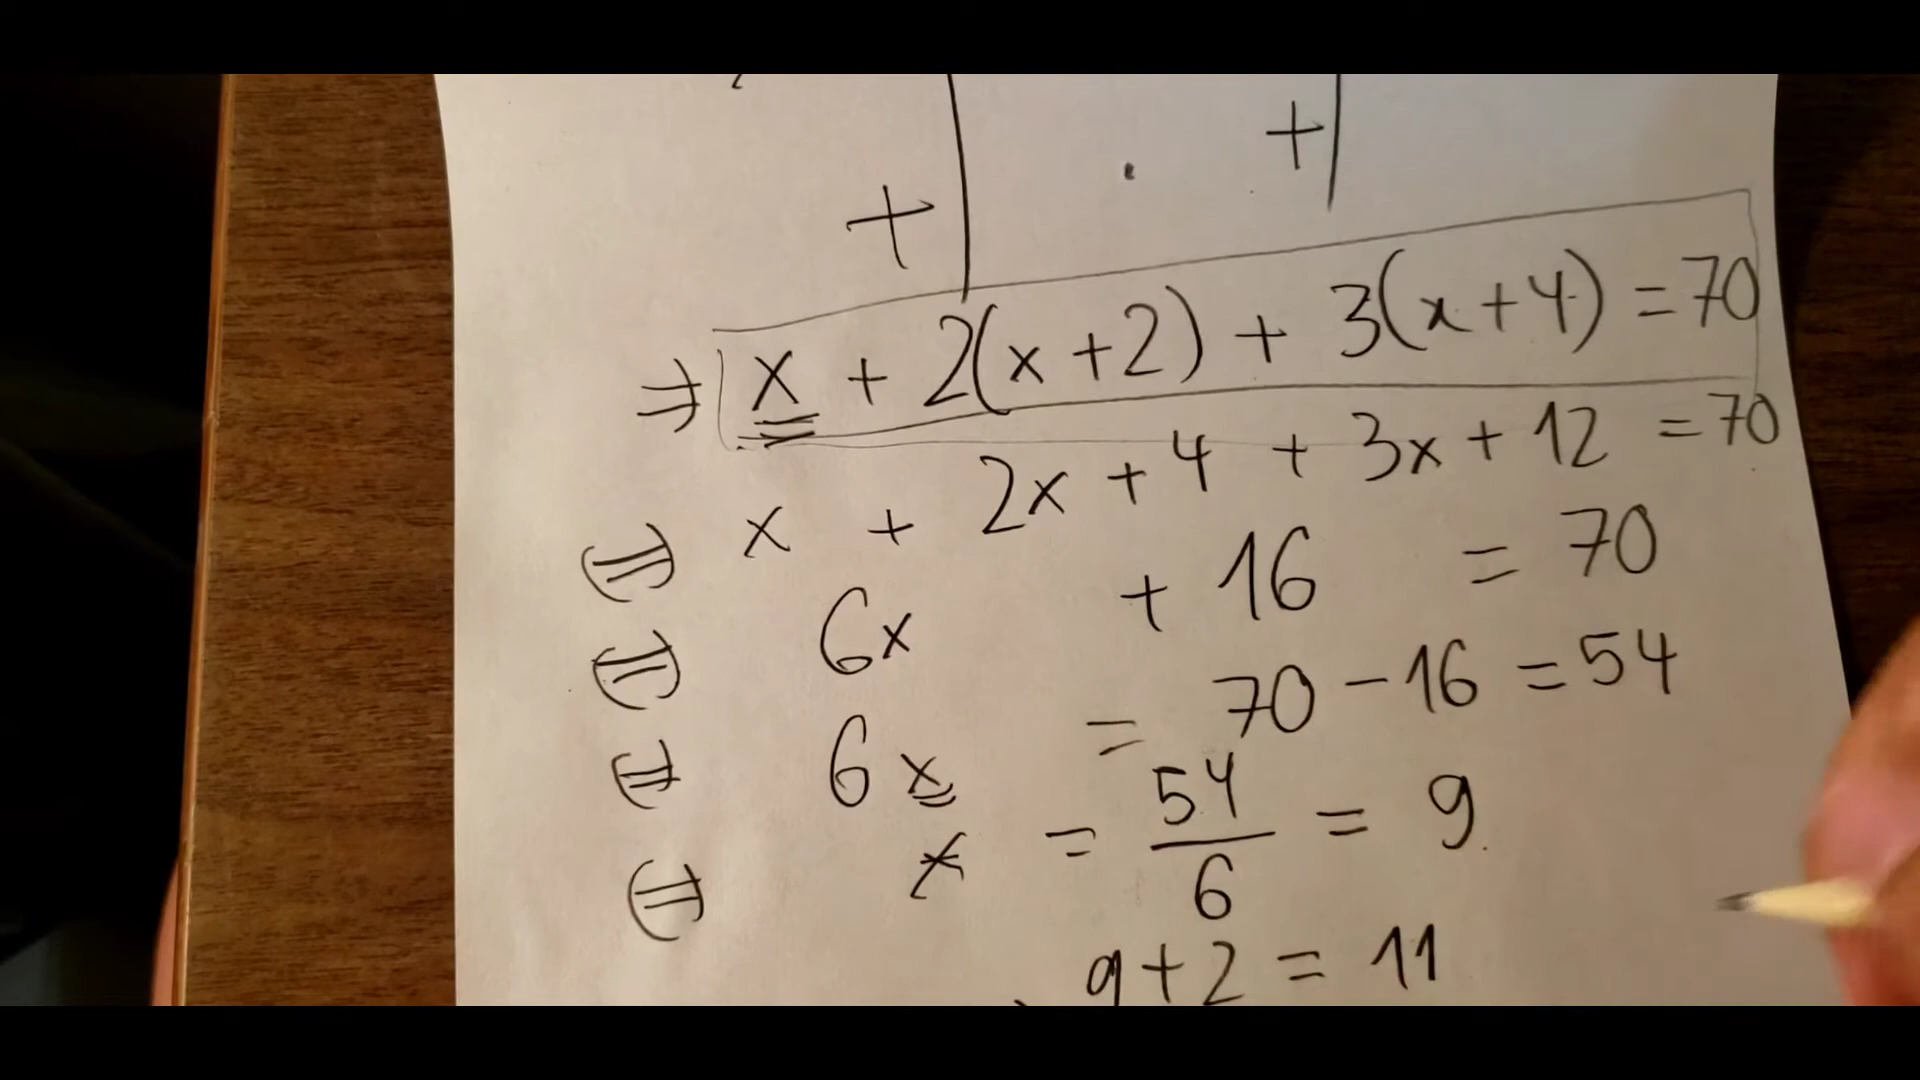 +
+
⇒ x + 2(x+2) + 3(x+4) = 70
⇔ x + 2x + 4 + 3x + 12 = 70
⇔ 6x + 16 = 70
⇔ 6x = 70 - 16 = 54
⇔ x = 54/6 = 9
9+2 = 11